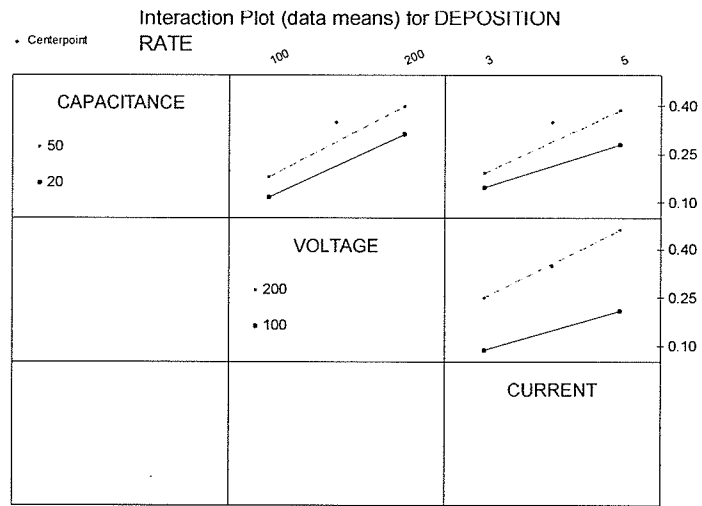 Interaction Plot (data means) for DEPOSITION
RATE
Centerpoint
100 200 3 5
CAPACITANCE
50
20
0.40
0.25
0.10
VOLTAGE
200
100
0.40
0.25
0.10
CURRENT